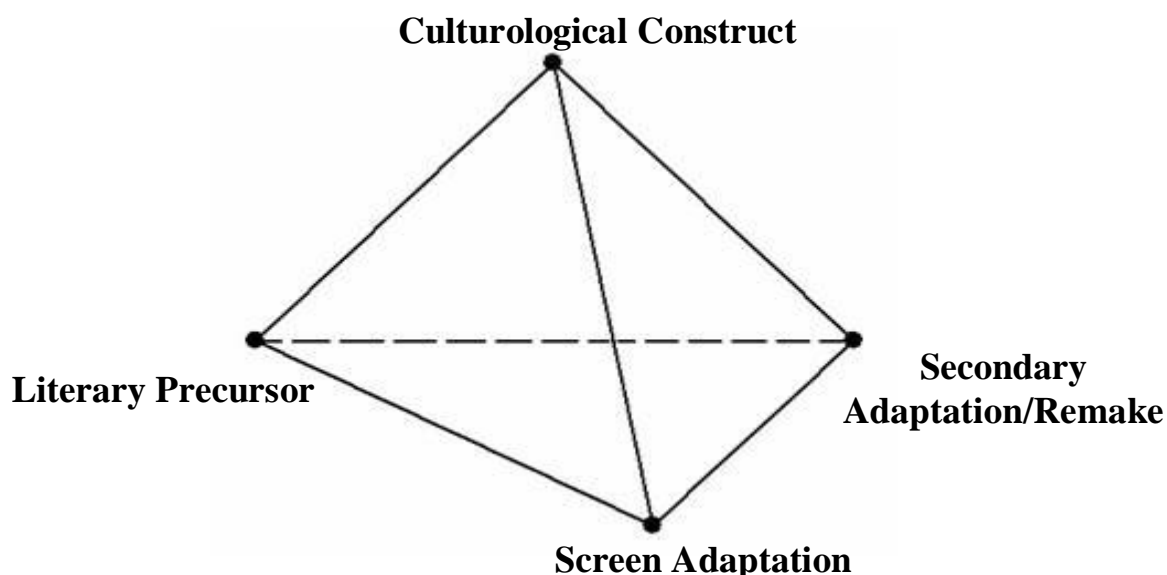 Culturological Construct
Literary Precursor
Secondary
Adaptation/Remake
Screen Adaptation